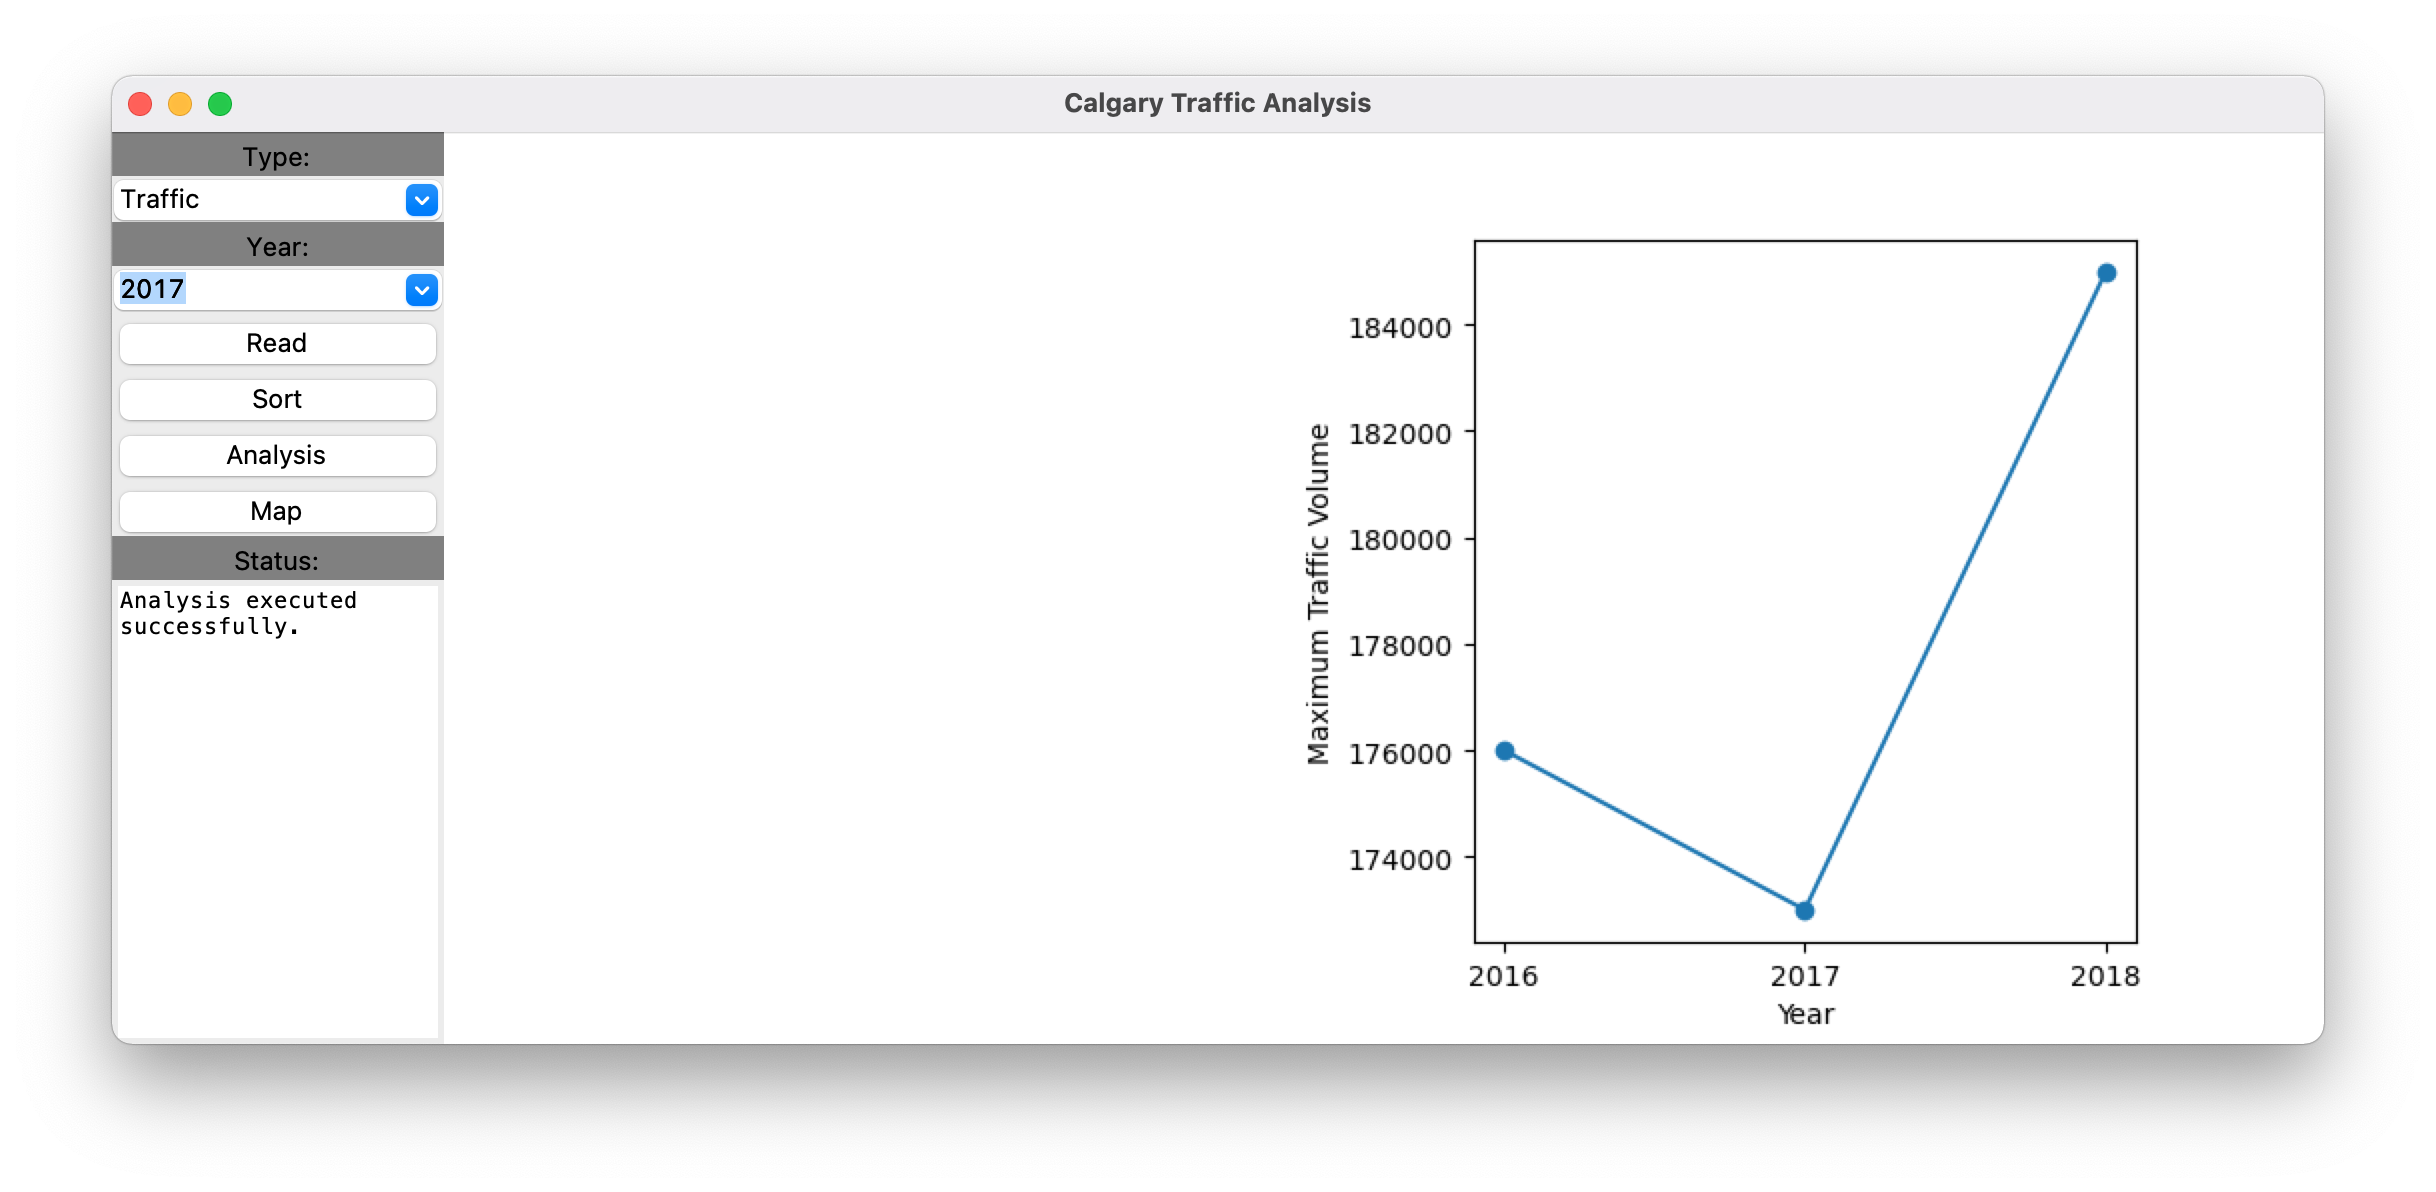 Calgary Traffic Analysis
Type:
Traffic
Year:
2017
Read
Sort
Analysis
Map
Status:
Analysis executed
successfully.
Maximum Traffic Volume
184000
182000
180000
178000
176000
174000
2016 2017 2018
Year